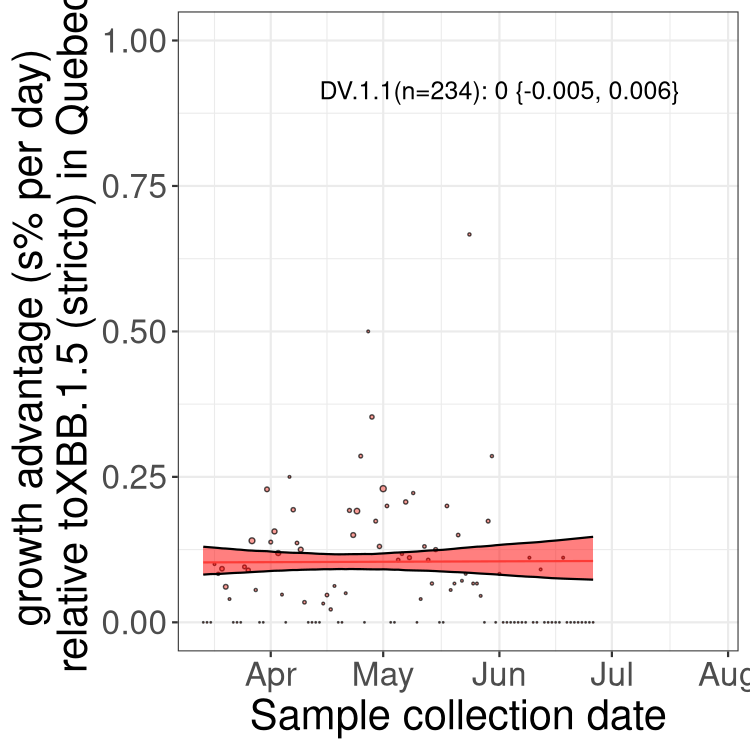 growth advantage (s% per day)
relative toXBB.1.5 (stricto) in Quebec
1.00
0.75
0.50
0.25
0.00
DV.1.1(n=234): 0 {-0.005, 0.006}
Apr
May
Jun
Jul
Aug
Sample collection date